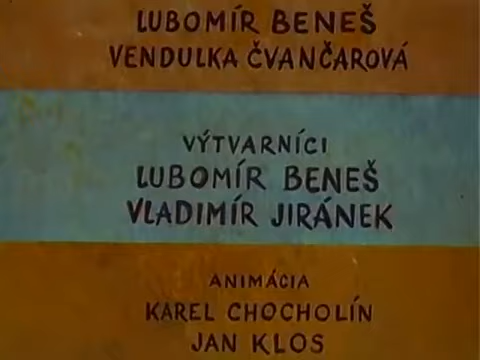 LUBOMÍR BENEŠ
VENDULKA ČVANČAROVÁ
VÝTVARNÍCI
LUBOMÍR BENEŠ
VLADIMÍR JIRÁNEK
ANIMÁCIA
KAREL CHOCHOLÍN
JAN KLOS